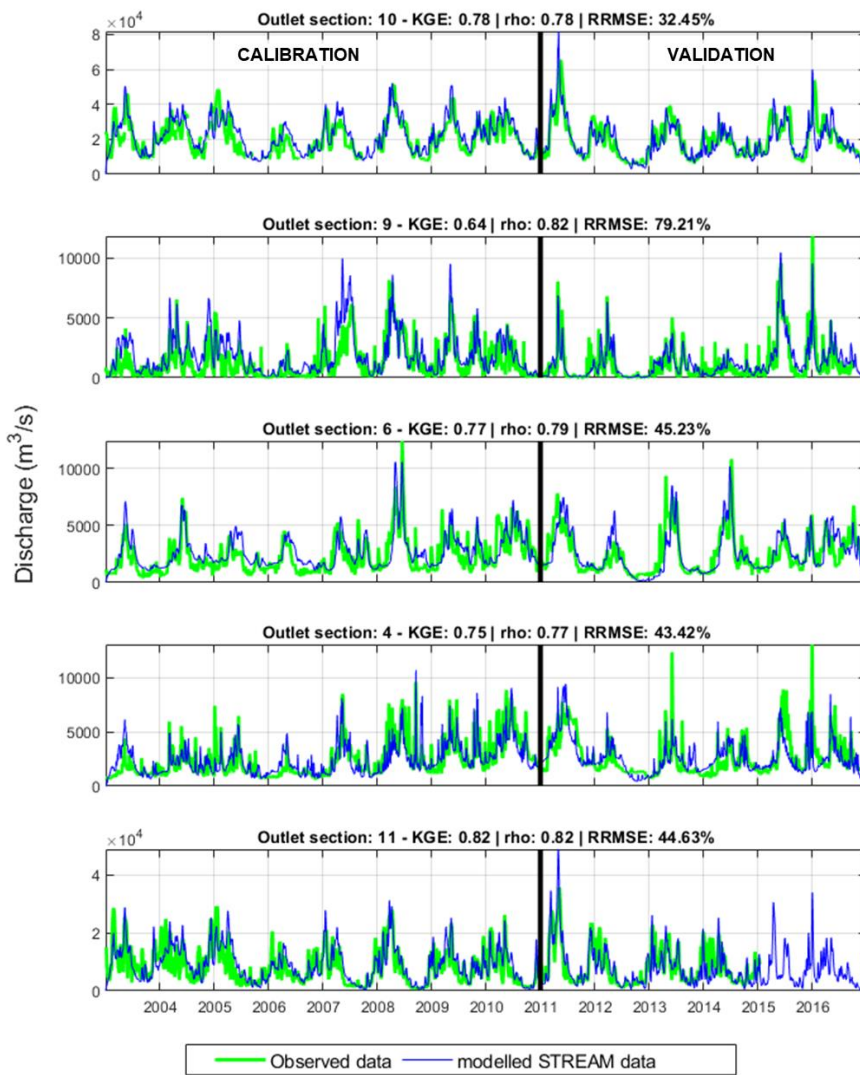 Outlet section: 10 - KGE: 0.78 | rho: 0.78 | RRMSE: 32.45%
×10⁴
8
CALIBRATION VALIDATION
6
4
2
0
Outlet section: 9 - KGE: 0.64 | rho: 0.82 | RRMSE: 79.21%
10000
5000
0
Outlet section: 6 - KGE: 0.77 | rho: 0.79 | RRMSE: 45.23%
10000
5000
0
Discharge (m³/s)
Outlet section: 4 - KGE: 0.75 | rho: 0.77 | RRMSE: 43.42%
10000
5000
0
Outlet section: 11 - KGE: 0.82 | rho: 0.82 | RRMSE: 44.63%
×10⁴
4
2
0
2004 2005 2006 2007 2008 2009 2010 2011 2012 2013 2014 2015 2016
Observed data modelled STREAM data